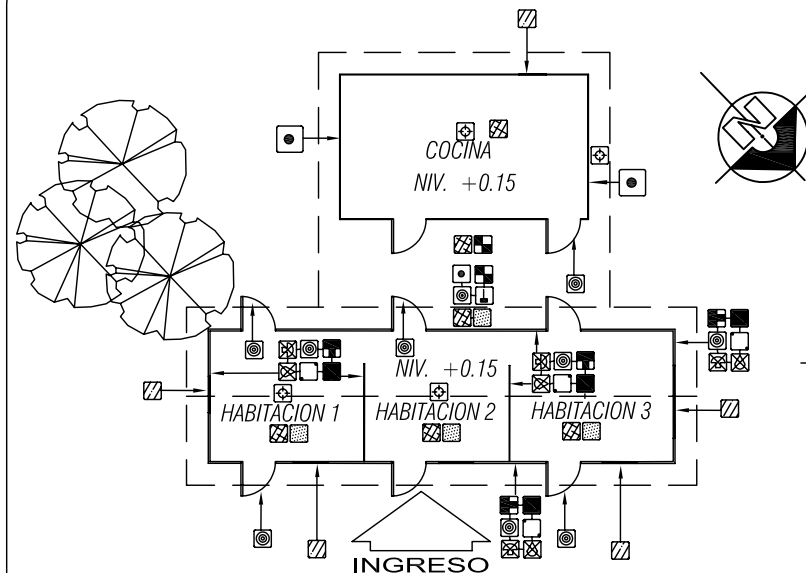 COCINA
NIV. +0.15
N
NIV. +0.15
HABITACION 1
HABITACION 2
HABITACION 3
INGRESO